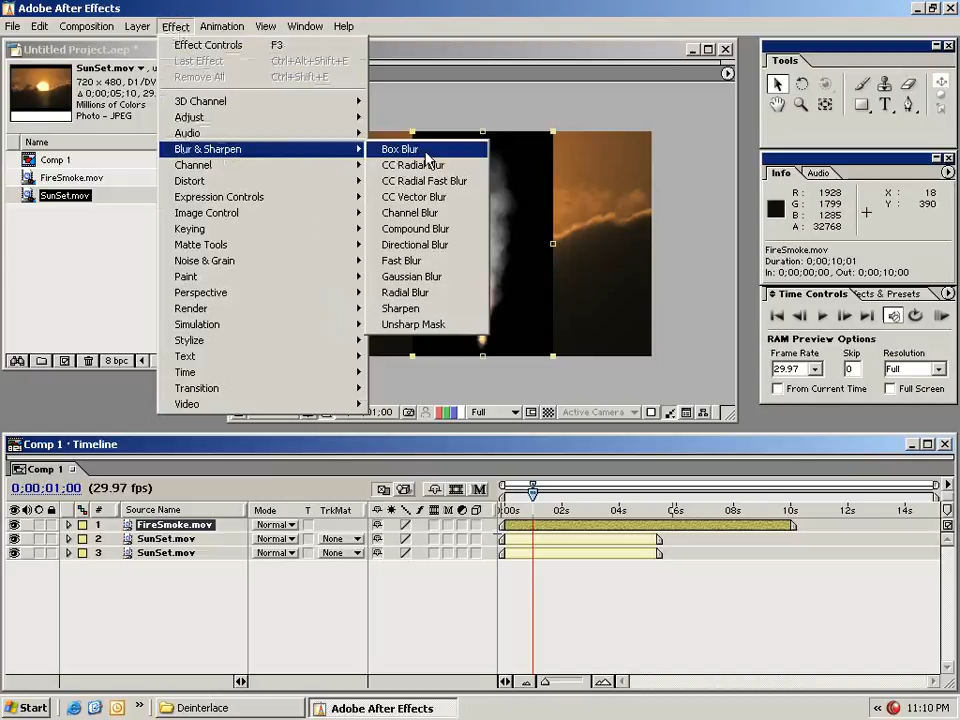 Adobe After Effects
File Edit Composition Layer Effect Animation View Window Help
Untitled Project.aep *
SunSet.mov
720 x 480, D1/DV
Δ 0;00;05;10, 29.
Millions of Colors
Photo - JPEG
Name
Comp 1
FireSmoke.mov
SunSet.mov
8 bpc
Effect Controls F3
Last Effect Ctrl+Alt+Shift+E
Remove All Ctrl+Shift+E
3D Channel
Adjust
Audio
Blur & Sharpen
Channel
Distort
Expression Controls
Image Control
Keying
Matte Tools
Noise & Grain
Paint
Perspective
Render
Simulation
Stylize
Text
Time
Transition
Video
Box Blur
CC Radial Blur
CC Radial Fast Blur
CC Vector Blur
Channel Blur
Compound Blur
Directional Blur
Fast Blur
Gaussian Blur
Radial Blur
Sharpen
Unsharp Mask
01;00 Full Active Camera
Tools
Info Audio
R : 1928 X : 18
G : 1799 Y : 390
B : 1285
A : 32768
FireSmoke.mov
Duration: 0;00;10;01
In: 0;00;00;00, Out: 0;00;10;00
Time Controls ects & Presets
RAM Preview Options
Frame Rate Skip Resolution
29.97 0 Full
From Current Time Full Screen
Comp 1 · Timeline
Comp 1
0;00;01;00 (29.97 fps)
# Source Name Mode T TrkMat
:00s 02s 04s 06s 08s 10s 12s 14s
1 FireSmoke.mov Normal
2 SunSet.mov Normal None
3 SunSet.mov Normal None
Start Deinterlace Adobe After Effects 11:10 PM